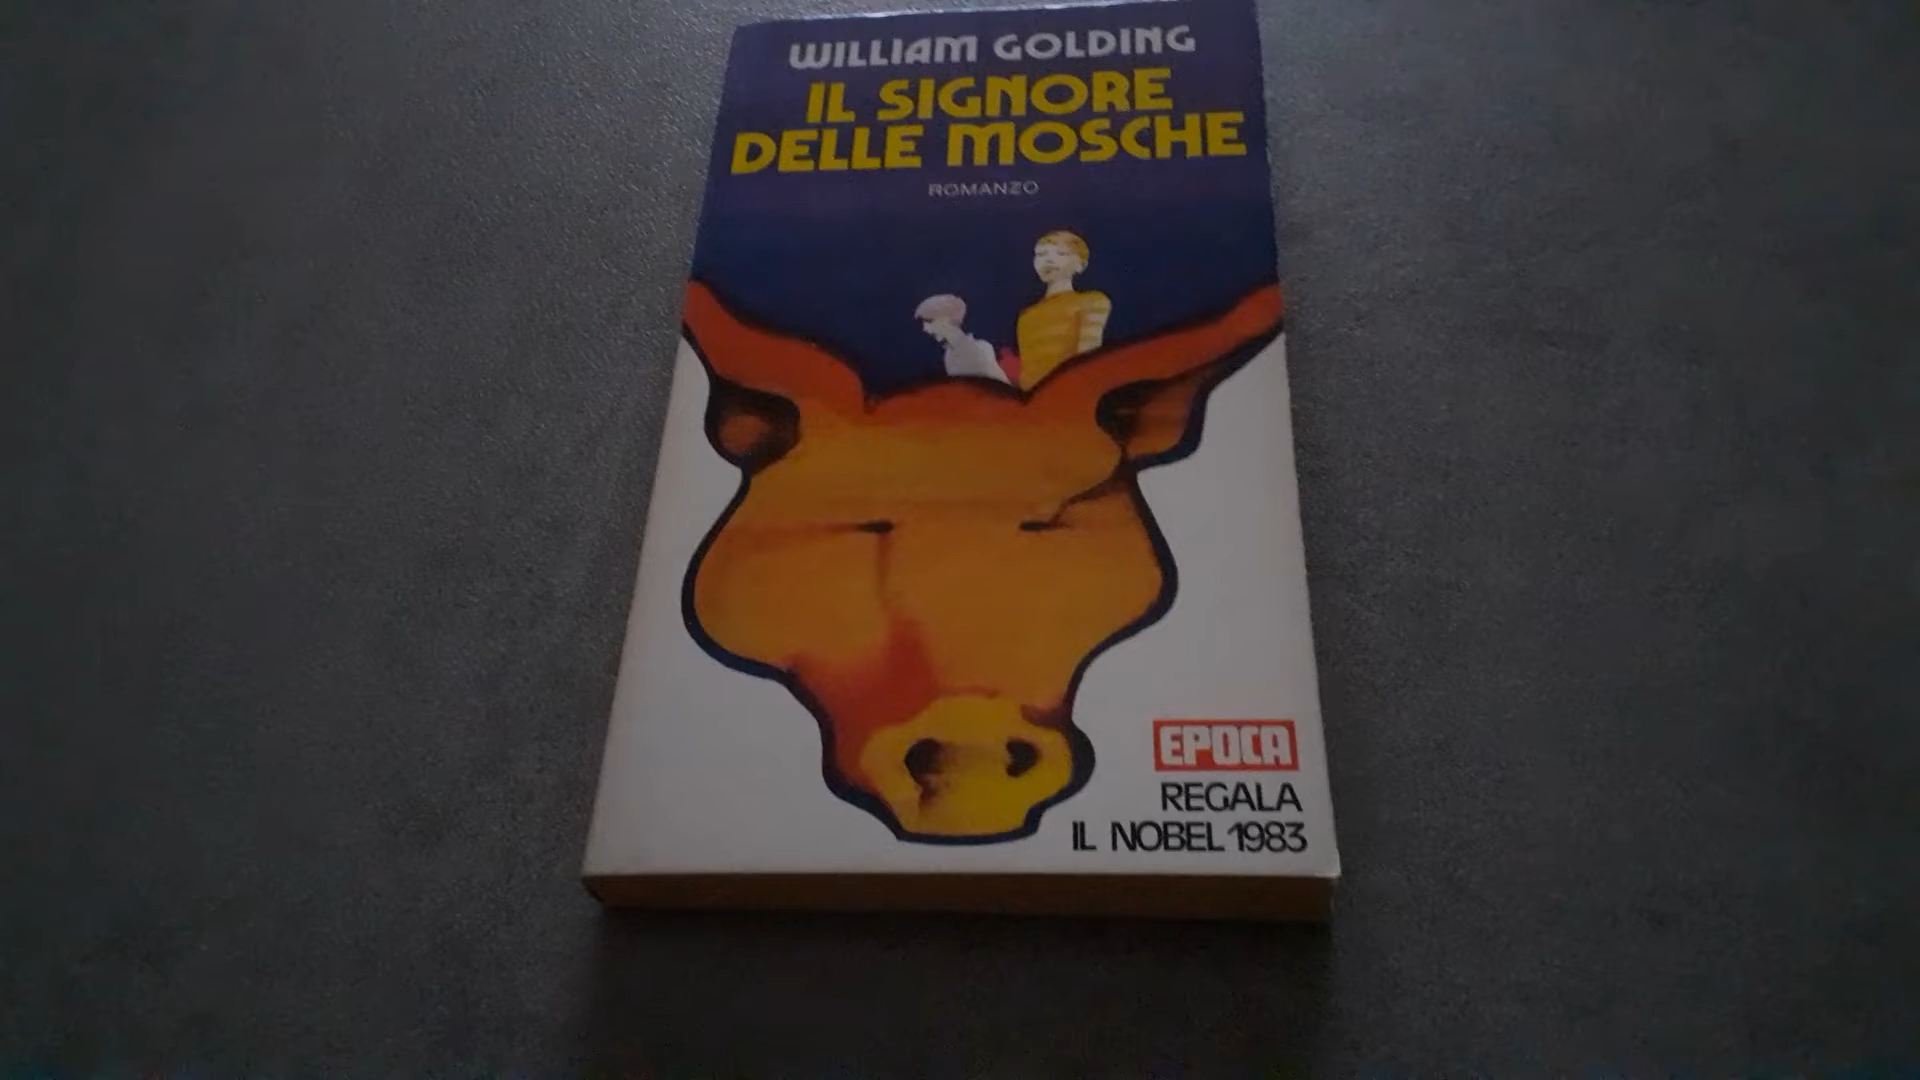 WILLIAM GOLDING
IL SIGNORE
DELLE MOSCHE
ROMANZO
EPOCA
REGALA
IL NOBEL 1983